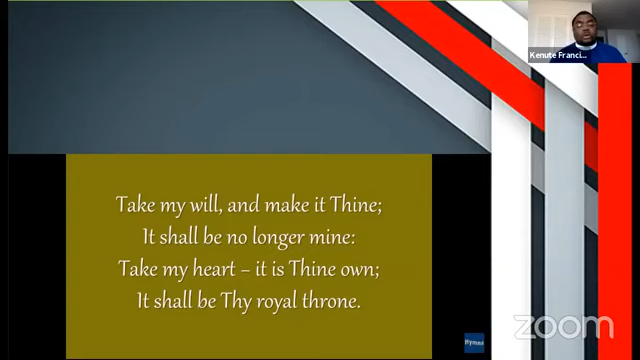 Kenute Franci...
Take my will, and make it Thine;
It shall be no longer mine:
Take my heart – it is Thine own;
It shall be Thy royal throne.
Hymns
zoom